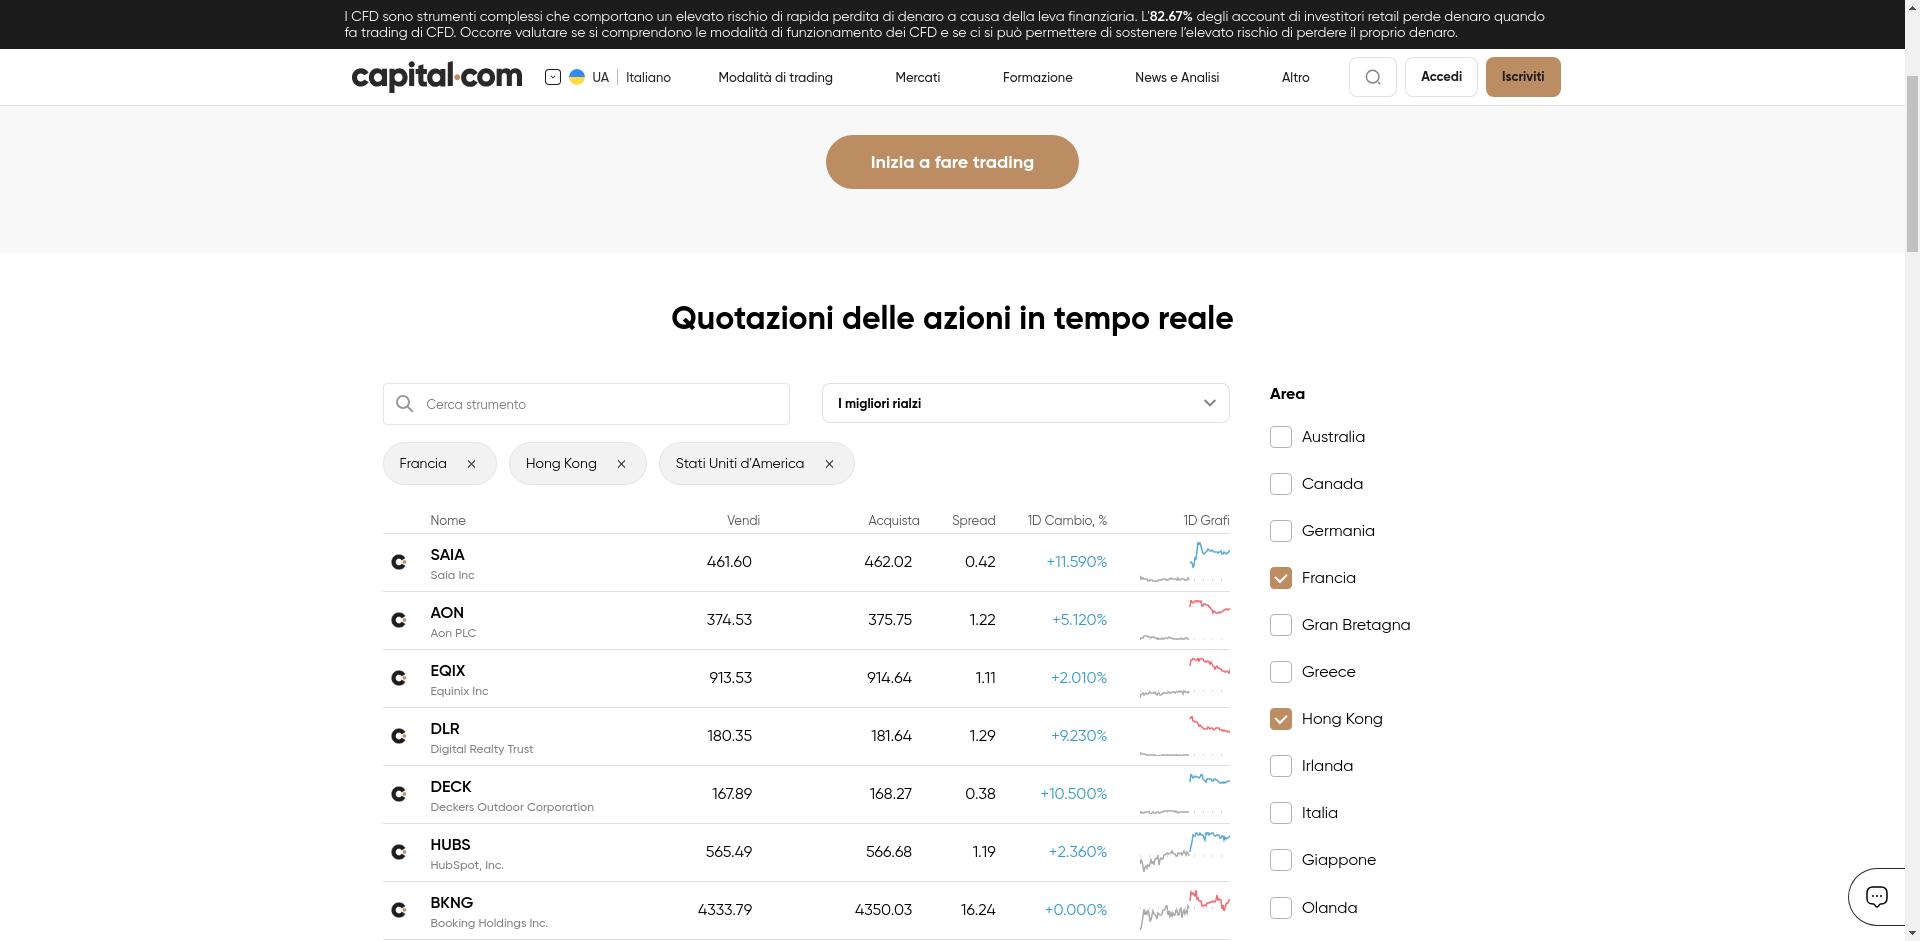 I CFD sono strumenti complessi che comportano un elevato rischio di rapida perdita di denaro a causa della leva finanziaria. L'82.67% degli account di investitori retail perde denaro quando
fa trading di CFD. Occorre valutare se si comprendono le modalità di funzionamento dei CFD e se ci si può permettere di sostenere l'elevato rischio di perdere il proprio denaro.
capital.com UA Italiano Modalità di trading Mercati Formazione News e Analisi Altro Accedi Iscriviti
Inizia a fare trading
Quotazioni delle azioni in tempo reale
Cerca strumento I migliori rialzi
Francia Hong Kong Stati Uniti d'America
Nome Vendi Acquista Spread 1D Cambio, % 1D Grafi
SAIA 461.60 462.02 0.42 +11.590%
Saia Inc
AON 374.53 375.75 1.22 +5.120%
Aon PLC
EQIX 913.53 914.64 1.11 +2.010%
Equinix Inc
DLR 180.35 181.64 1.29 +9.230%
Digital Realty Trust
DECK 167.89 168.27 0.38 +10.500%
Deckers Outdoor Corporation
HUBS 565.49 566.68 1.19 +2.360%
HubSpot, Inc.
BKNG 4333.79 4350.03 16.24 +0.000%
Booking Holdings Inc.
Area
Australia
Canada
Germania
Francia
Gran Bretagna
Greece
Hong Kong
Irlanda
Italia
Giappone
Olanda